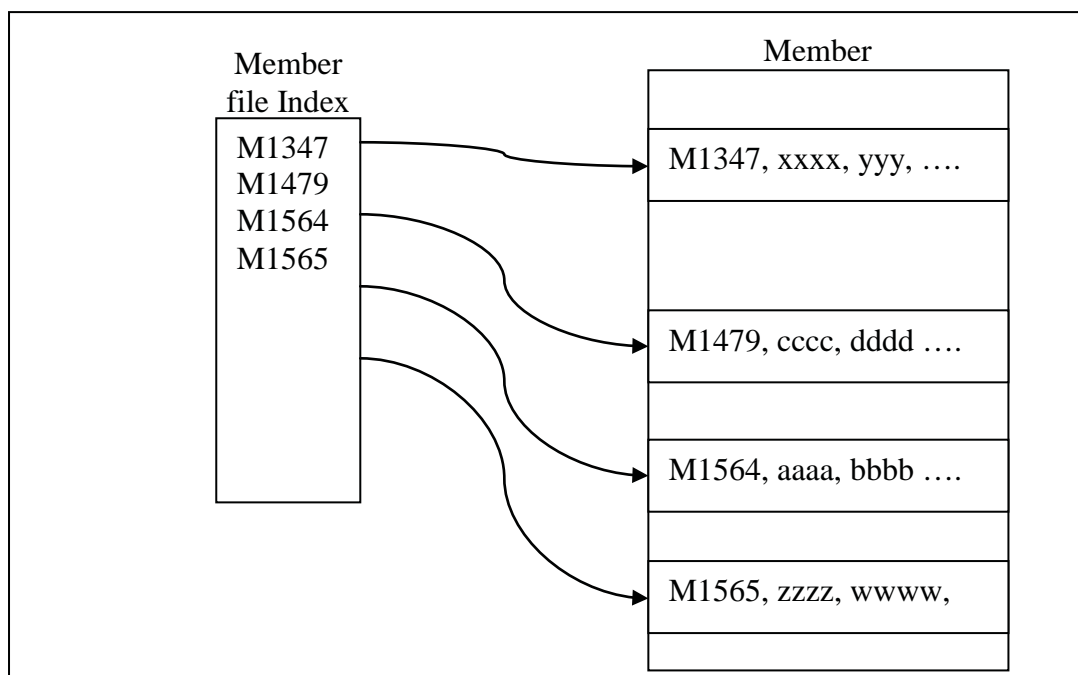 Member
file Index
M1347
M1479
M1564
M1565
Member
M1347, xxxx, yyy, ….
M1479, cccc, dddd ….
M1564, aaaa, bbbb ….
M1565, zzzz, wwww,